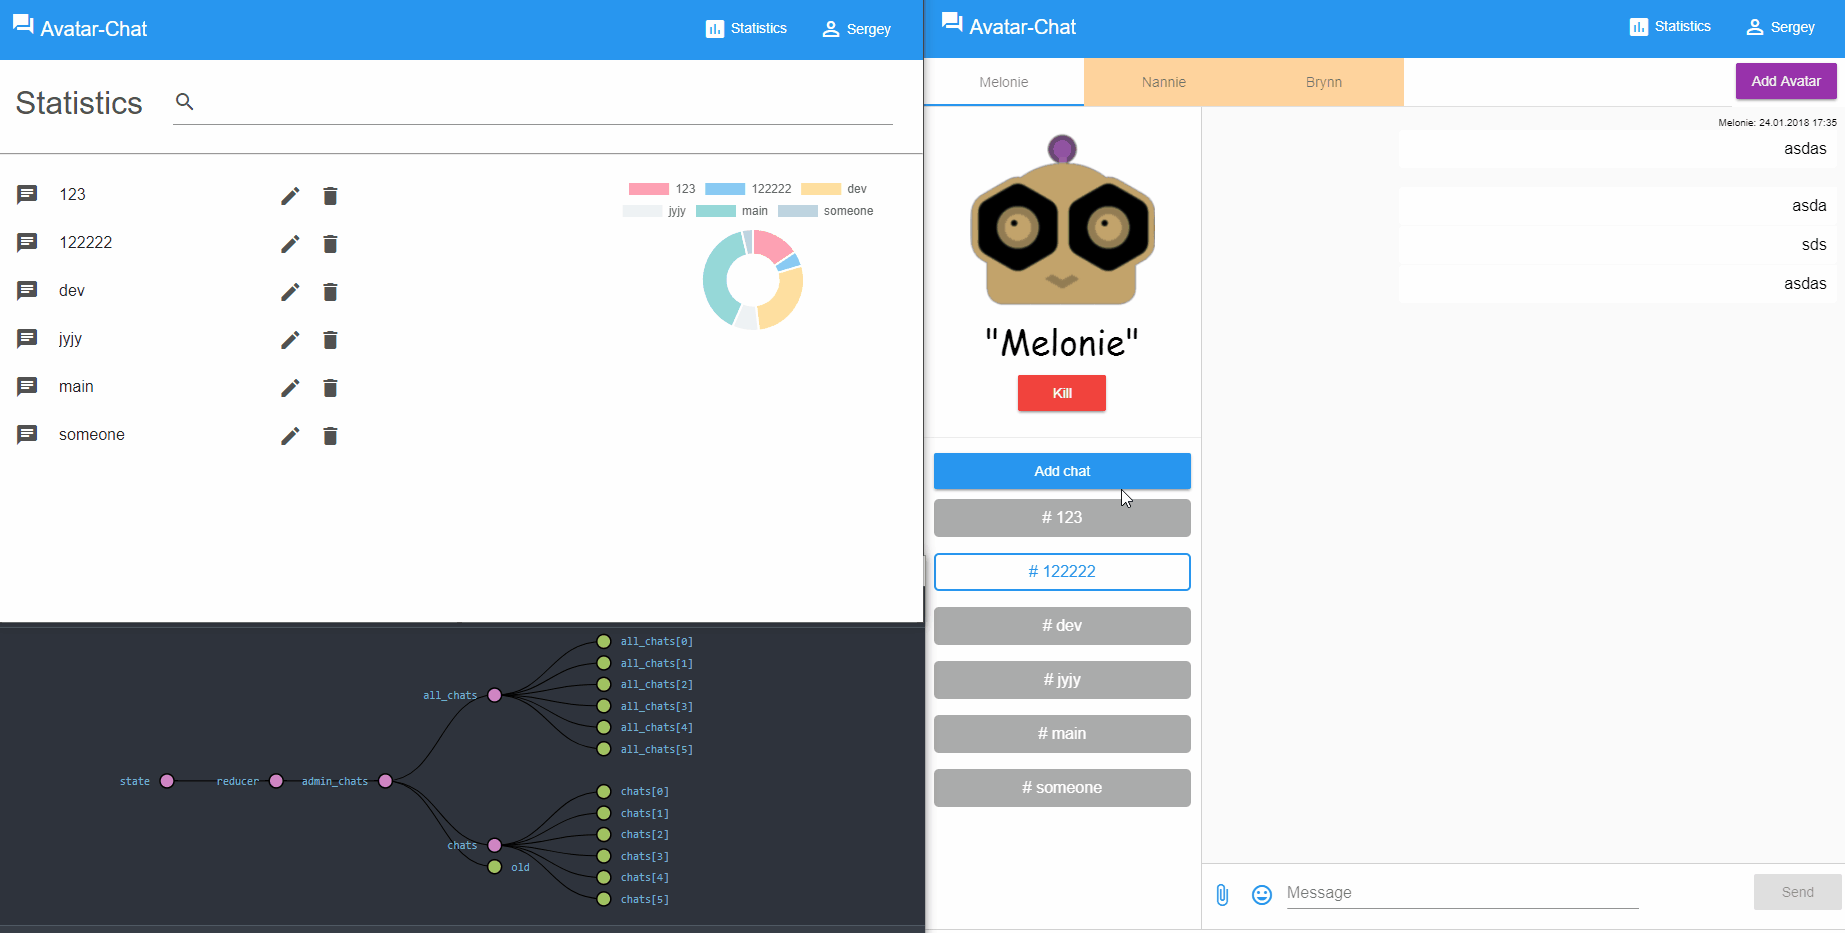 Avatar-Chat
Statistics
Sergey
Statistics
123
122222
dev
jyjy
main
someone
123
122222
dev
jyjy
main
someone
all_chats[0]
all_chats[1]
all_chats[2]
all_chats[3]
all_chats[4]
all_chats[5]
all_chats
state
reducer
admin_chats
chats
old
chats[0]
chats[1]
chats[2]
chats[3]
chats[4]
chats[5]
Avatar-Chat
Statistics
Sergey
Melonie
Nannie
Brynn
Add Avatar
"Melonie"
Kill
Add chat
# 123
# 122222
# dev
# jyjy
# main
# someone
Melonie: 24.01.2018 17:35
asdas
asda
sds
asdas
Message
Send